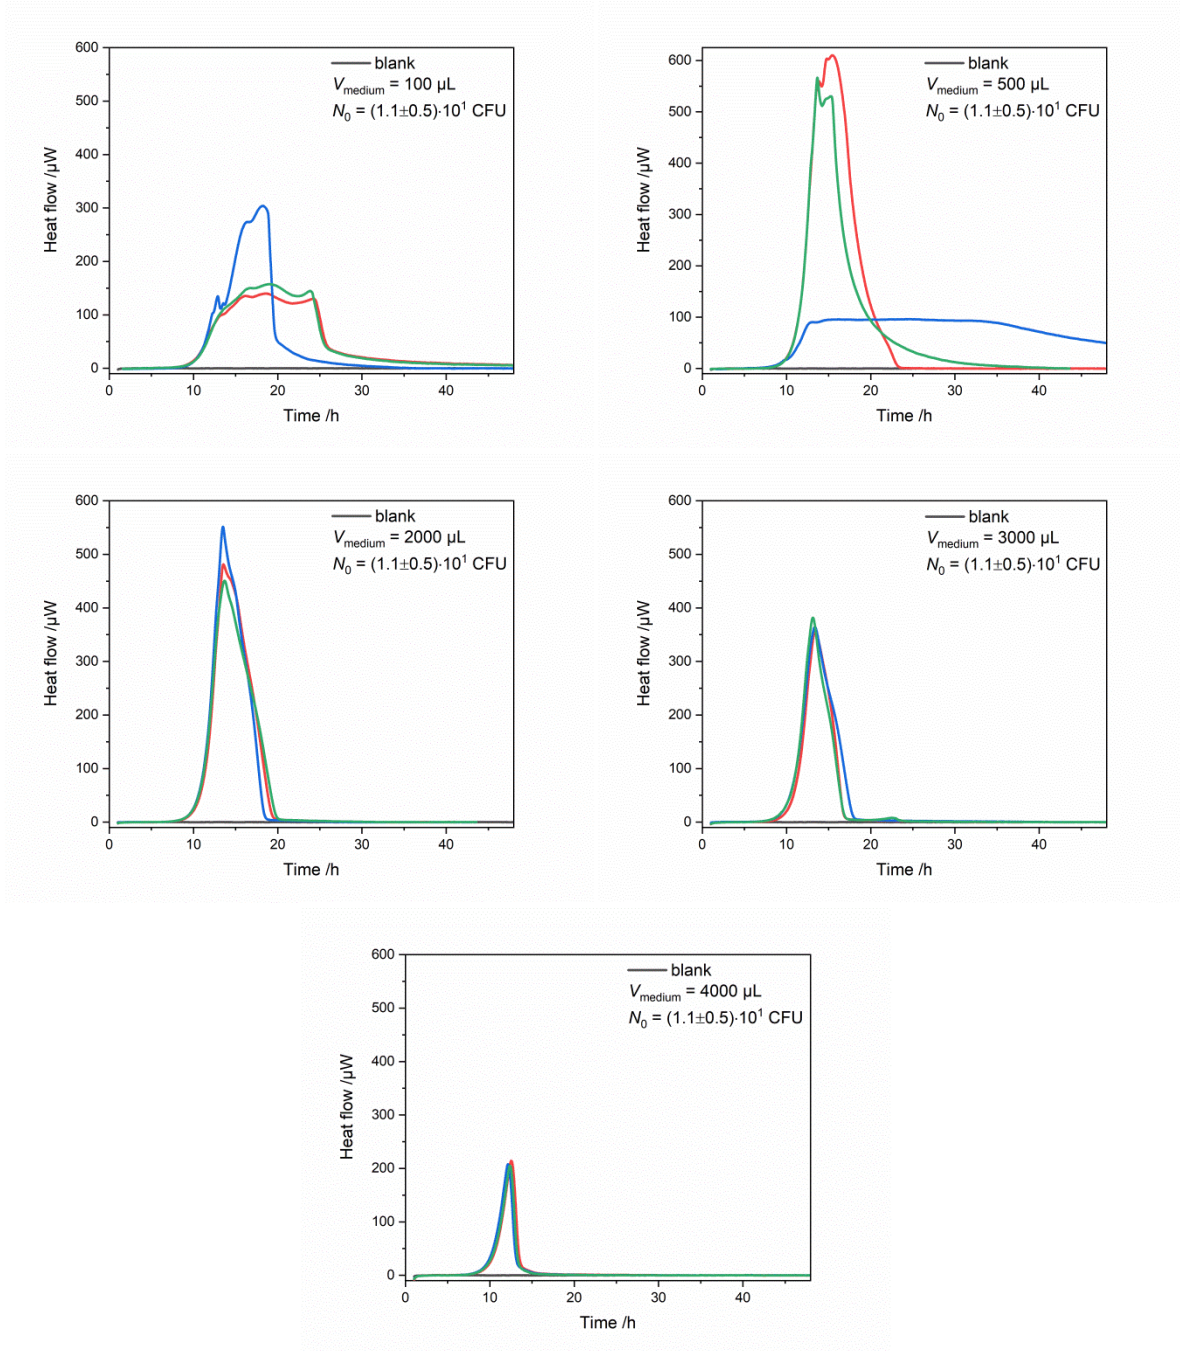 600
500
400
300
200
100
0
0 10 20 30 40
Heat flow /µW
Time /h
blank
Vmedium = 100 µL
N0 = (1.1±0.5)·10¹ CFU
600
500
400
300
200
100
0
0 10 20 30 40
Heat flow /µW
Time /h
blank
Vmedium = 500 µL
N0 = (1.1±0.5)·10¹ CFU
600
500
400
300
200
100
0
0 10 20 30 40
Heat flow /µW
Time /h
blank
Vmedium = 2000 µL
N0 = (1.1±0.5)·10¹ CFU
600
500
400
300
200
100
0
0 10 20 30 40
Heat flow /µW
Time /h
blank
Vmedium = 3000 µL
N0 = (1.1±0.5)·10¹ CFU
600
500
400
300
200
100
0
0 10 20 30 40
Heat flow /µW
Time /h
blank
Vmedium = 4000 µL
N0 = (1.1±0.5)·10¹ CFU